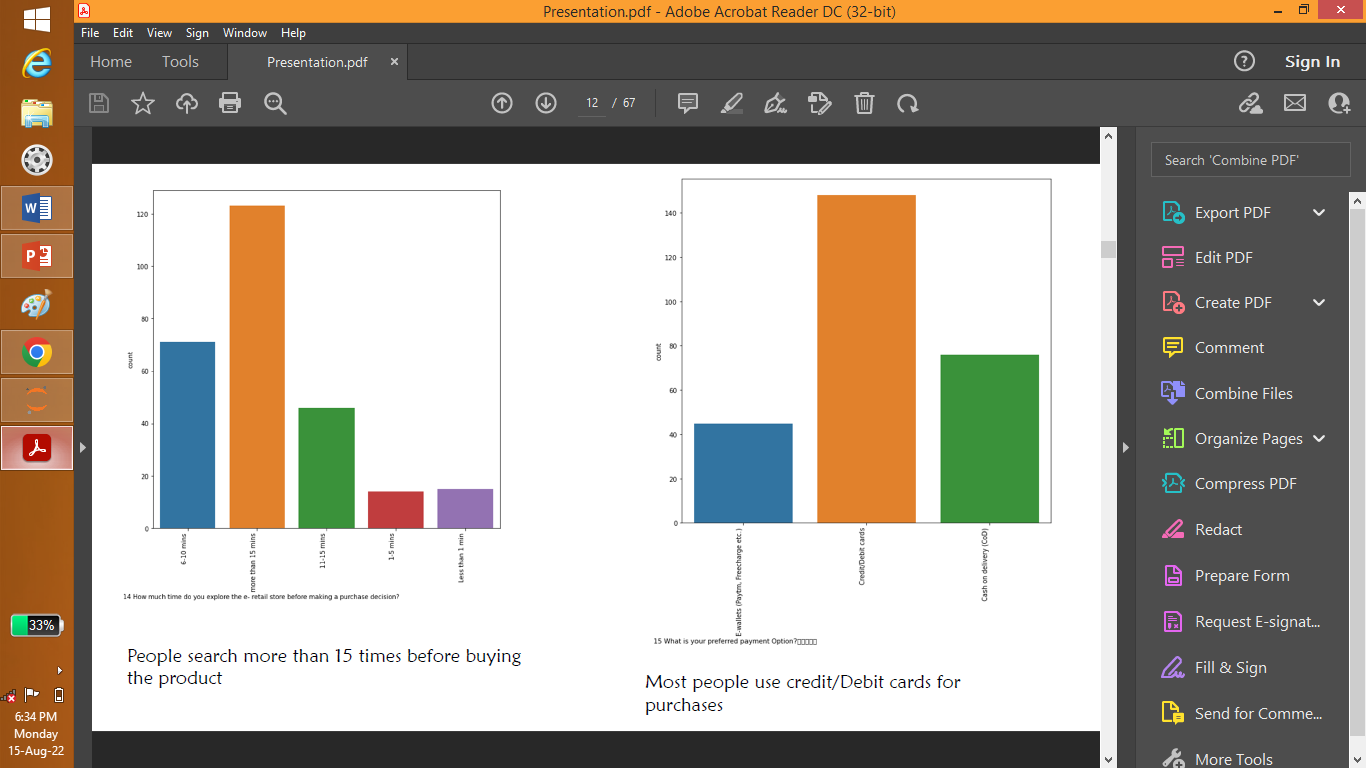 Presentation.pdf - Adobe Acrobat Reader DC (32-bit)
File Edit View Sign Window Help
Home Tools Presentation.pdf × Sign In
12 / 67
Search 'Combine PDF'
Export PDF
Edit PDF
Create PDF
Comment
Combine Files
Organize Pages
Compress PDF
Redact
Prepare Form
Request E-signat...
Fill & Sign
Send for Comme...
More Tools
120
100
80
60
40
20
0
count
6-10 mins
more than 15 mins
11-15 mins
1-5 mins
Less than 1 min
14 How much time do you explore the e- retail store before making a purchase decision?
People search more than 15 times before buying
the product
140
120
100
80
60
40
20
0
count
E-wallets (Paytm, Freecharge etc.)
Credit/Debit cards
Cash on delivery (CoD)
15 What is your preferred payment Option?
Most people use credit/Debit cards for
purchases
33%
6:34 PM
Monday
15-Aug-22